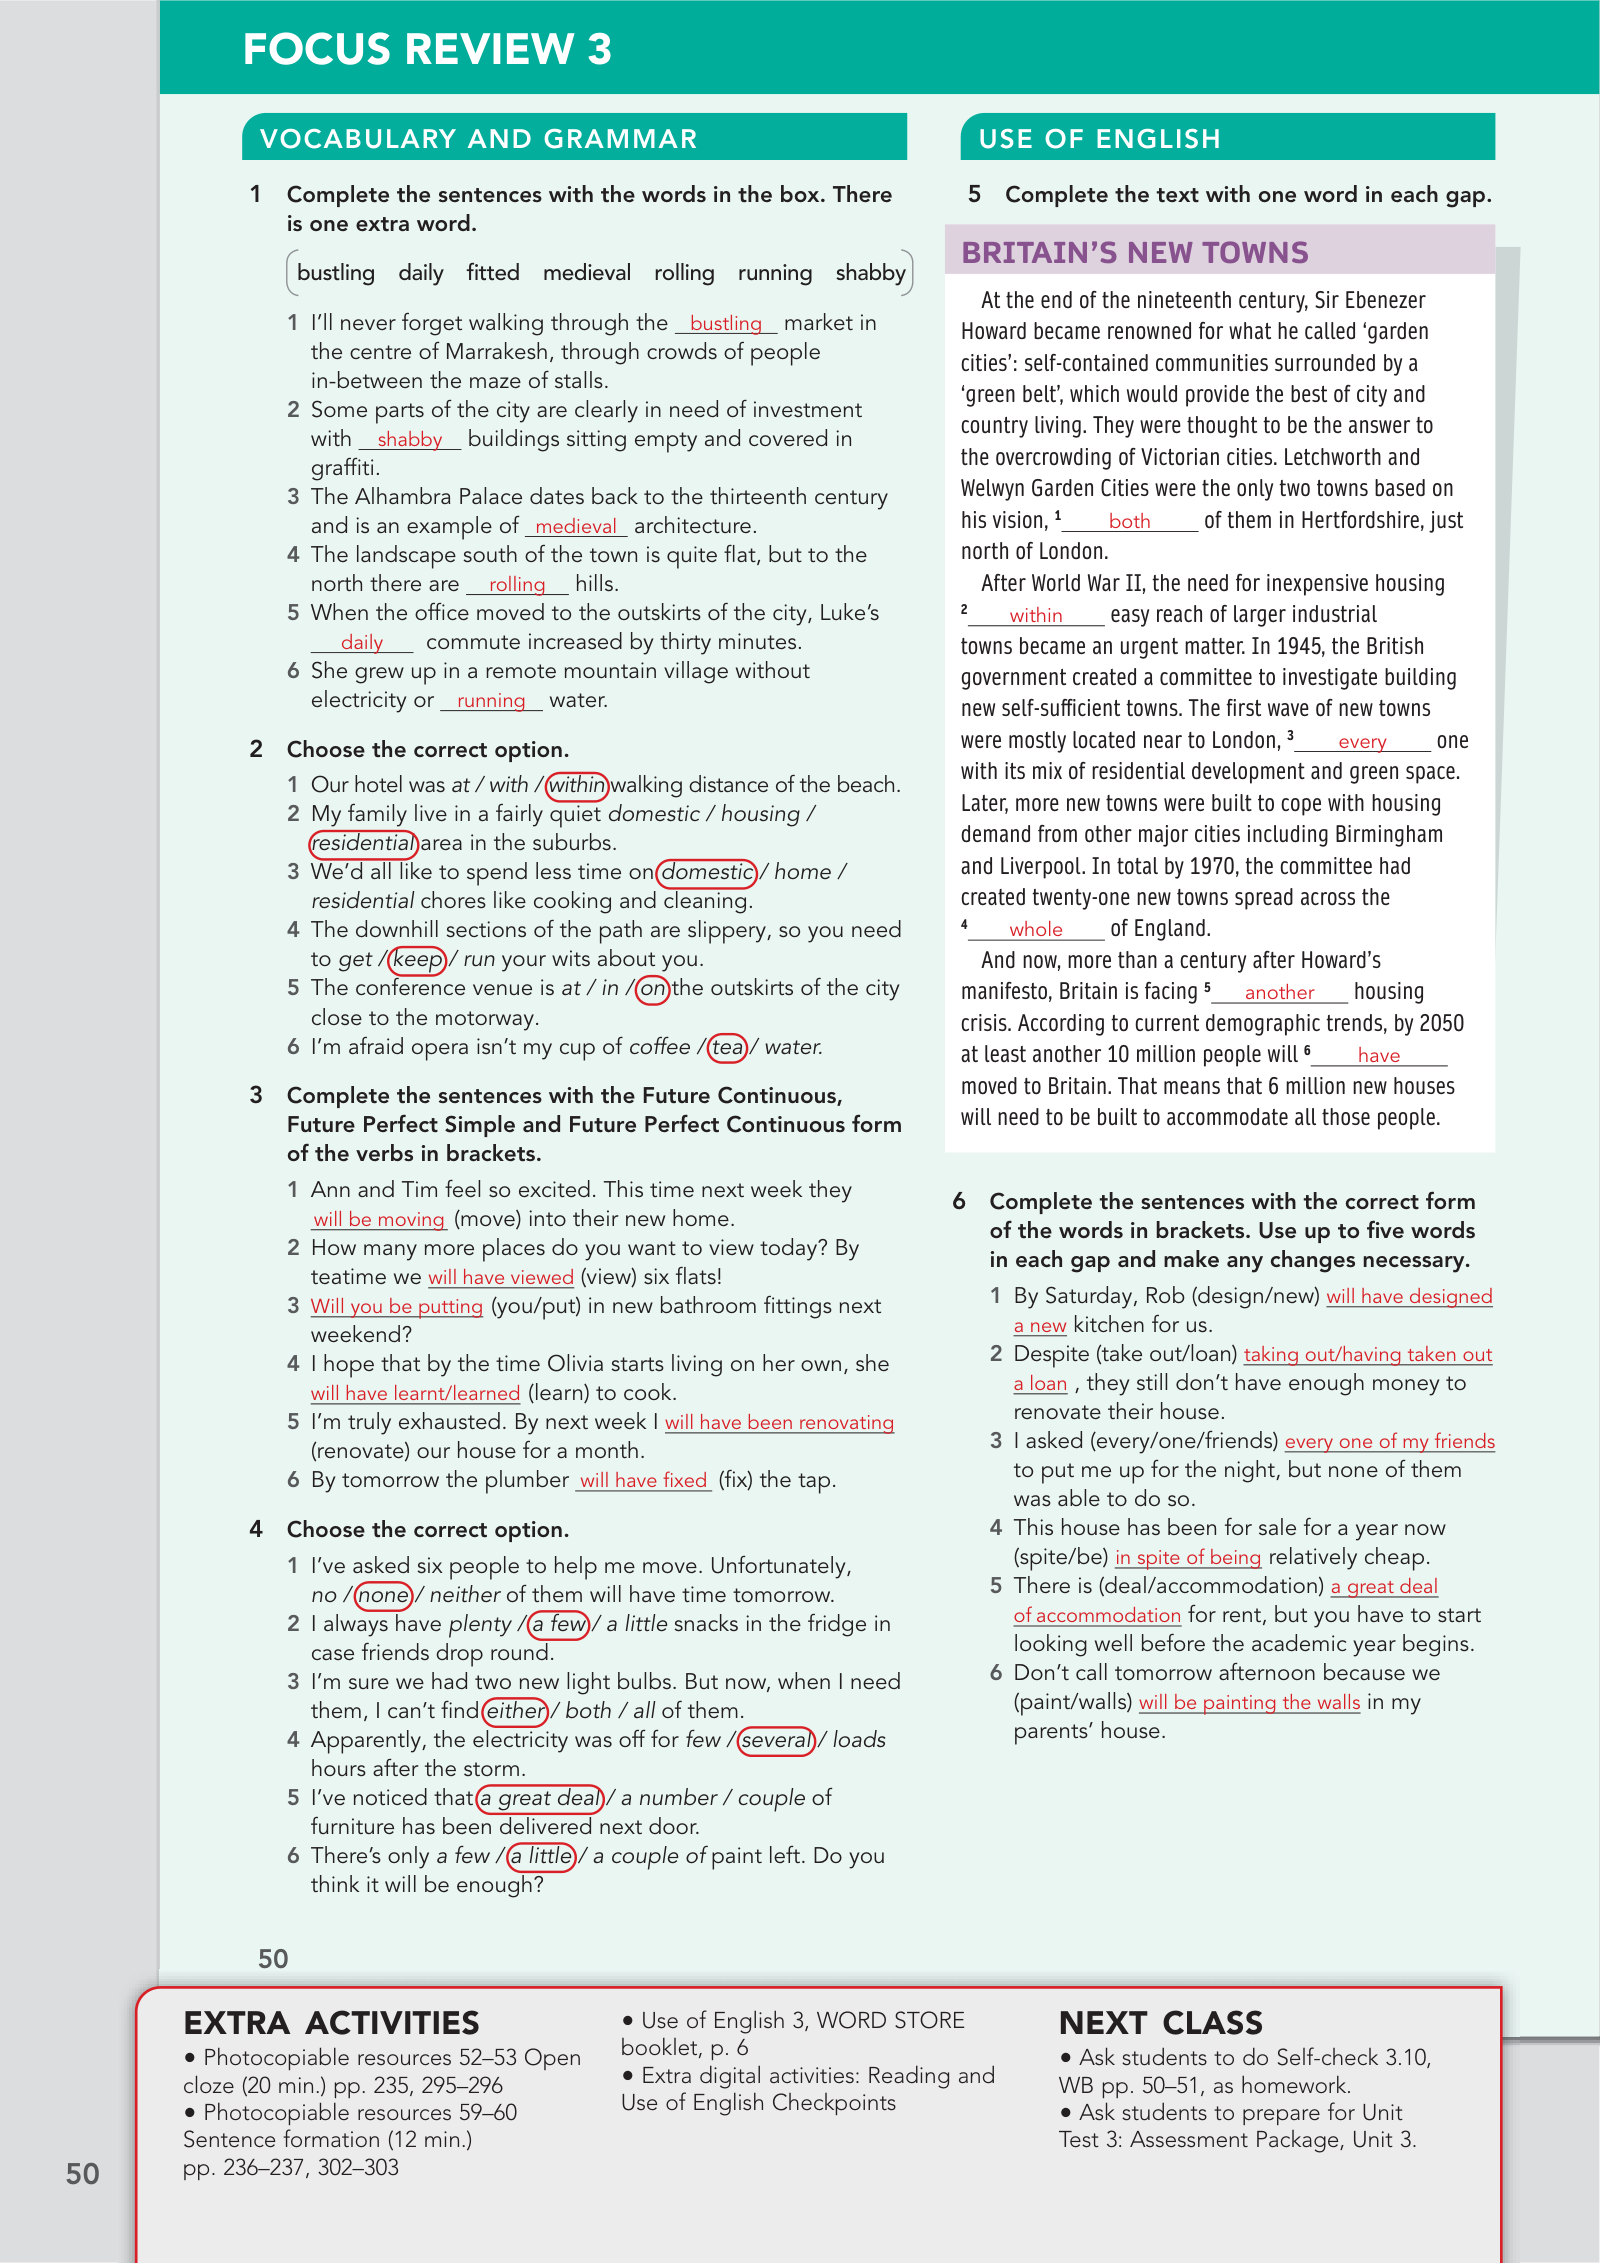 FOCUS REVIEW 3
VOCABULARY AND GRAMMAR
1 Complete the sentences with the words in the box. There
is one extra word.
bustling daily fitted medieval rolling running shabby
1 I’ll never forget walking through the bustling market in
the centre of Marrakesh, through crowds of people
in-between the maze of stalls.
2 Some parts of the city are clearly in need of investment
with shabby buildings sitting empty and covered in
graffiti.
3 The Alhambra Palace dates back to the thirteenth century
and is an example of medieval architecture.
4 The landscape south of the town is quite flat, but to the
north there are rolling hills.
5 When the office moved to the outskirts of the city, Luke’s
daily commute increased by thirty minutes.
6 She grew up in a remote mountain village without
electricity or running water.
2 Choose the correct option.
1 Our hotel was at / with / within walking distance of the beach.
2 My family live in a fairly quiet domestic / housing /
residential area in the suburbs.
3 We’d all like to spend less time on domestic / home /
residential chores like cooking and cleaning.
4 The downhill sections of the path are slippery, so you need
to get / keep / run your wits about you.
5 The conference venue is at / in / on the outskirts of the city
close to the motorway.
6 I’m afraid opera isn’t my cup of coffee / tea / water.
3 Complete the sentences with the Future Continuous,
Future Perfect Simple and Future Perfect Continuous form
of the verbs in brackets.
1 Ann and Tim feel so excited. This time next week they
will be moving (move) into their new home.
2 How many more places do you want to view today? By
teatime we will have viewed (view) six flats!
3 Will you be putting (you/put) in new bathroom fittings next
weekend?
4 I hope that by the time Olivia starts living on her own, she
will have learnt/learned (learn) to cook.
5 I’m truly exhausted. By next week I will have been renovating
(renovate) our house for a month.
6 By tomorrow the plumber will have fixed (fix) the tap.
4 Choose the correct option.
1 I’ve asked six people to help me move. Unfortunately,
no / none / neither of them will have time tomorrow.
2 I always have plenty / a few / a little snacks in the fridge in
case friends drop round.
3 I’m sure we had two new light bulbs. But now, when I need
them, I can’t find either / both / all of them.
4 Apparently, the electricity was off for few / several / loads
hours after the storm.
5 I’ve noticed that a great deal / a number / couple of
furniture has been delivered next door.
6 There’s only a few / a little / a couple of paint left. Do you
think it will be enough?
50
USE OF ENGLISH
5 Complete the text with one word in each gap.
BRITAIN’S NEW TOWNS
At the end of the nineteenth century, Sir Ebenezer
Howard became renowned for what he called ‘garden
cities’: self-contained communities surrounded by a
‘green belt’, which would provide the best of city and
country living. They were thought to be the answer to
the overcrowding of Victorian cities. Letchworth and
Welwyn Garden Cities were the only two towns based on
his vision, 1 both of them in Hertfordshire, just
north of London.
After World War II, the need for inexpensive housing
2 within easy reach of larger industrial
towns became an urgent matter. In 1945, the British
government created a committee to investigate building
new self-sufficient towns. The first wave of new towns
were mostly located near to London, 3 every one
with its mix of residential development and green space.
Later, more new towns were built to cope with housing
demand from other major cities including Birmingham
and Liverpool. In total by 1970, the committee had
created twenty-one new towns spread across the
4 whole of England.
And now, more than a century after Howard’s
manifesto, Britain is facing 5 another housing
crisis. According to current demographic trends, by 2050
at least another 10 million people will 6 have
moved to Britain. That means that 6 million new houses
will need to be built to accommodate all those people.
6 Complete the sentences with the correct form
of the words in brackets. Use up to five words
in each gap and make any changes necessary.
1 By Saturday, Rob (design/new) will have designed
a new kitchen for us.
2 Despite (take out/loan) taking out/having taken out
a loan , they still don’t have enough money to
renovate their house.
3 I asked (every/one/friends) every one of my friends
to put me up for the night, but none of them
was able to do so.
4 This house has been for sale for a year now
(spite/be) in spite of being relatively cheap.
5 There is (deal/accommodation) a great deal
of accommodation for rent, but you have to start
looking well before the academic year begins.
6 Don’t call tomorrow afternoon because we
(paint/walls) will be painting the walls in my
parents’ house.
EXTRA ACTIVITIES
• Photocopiable resources 52–53 Open
cloze (20 min.) pp. 235, 295–296
• Photocopiable resources 59–60
Sentence formation (12 min.)
pp. 236–237, 302–303
• Use of English 3, WORD STORE
booklet, p. 6
• Extra digital activities: Reading and
Use of English Checkpoints
NEXT CLASS
• Ask students to do Self-check 3.10,
WB pp. 50–51, as homework.
• Ask students to prepare for Unit
Test 3: Assessment Package, Unit 3.
50